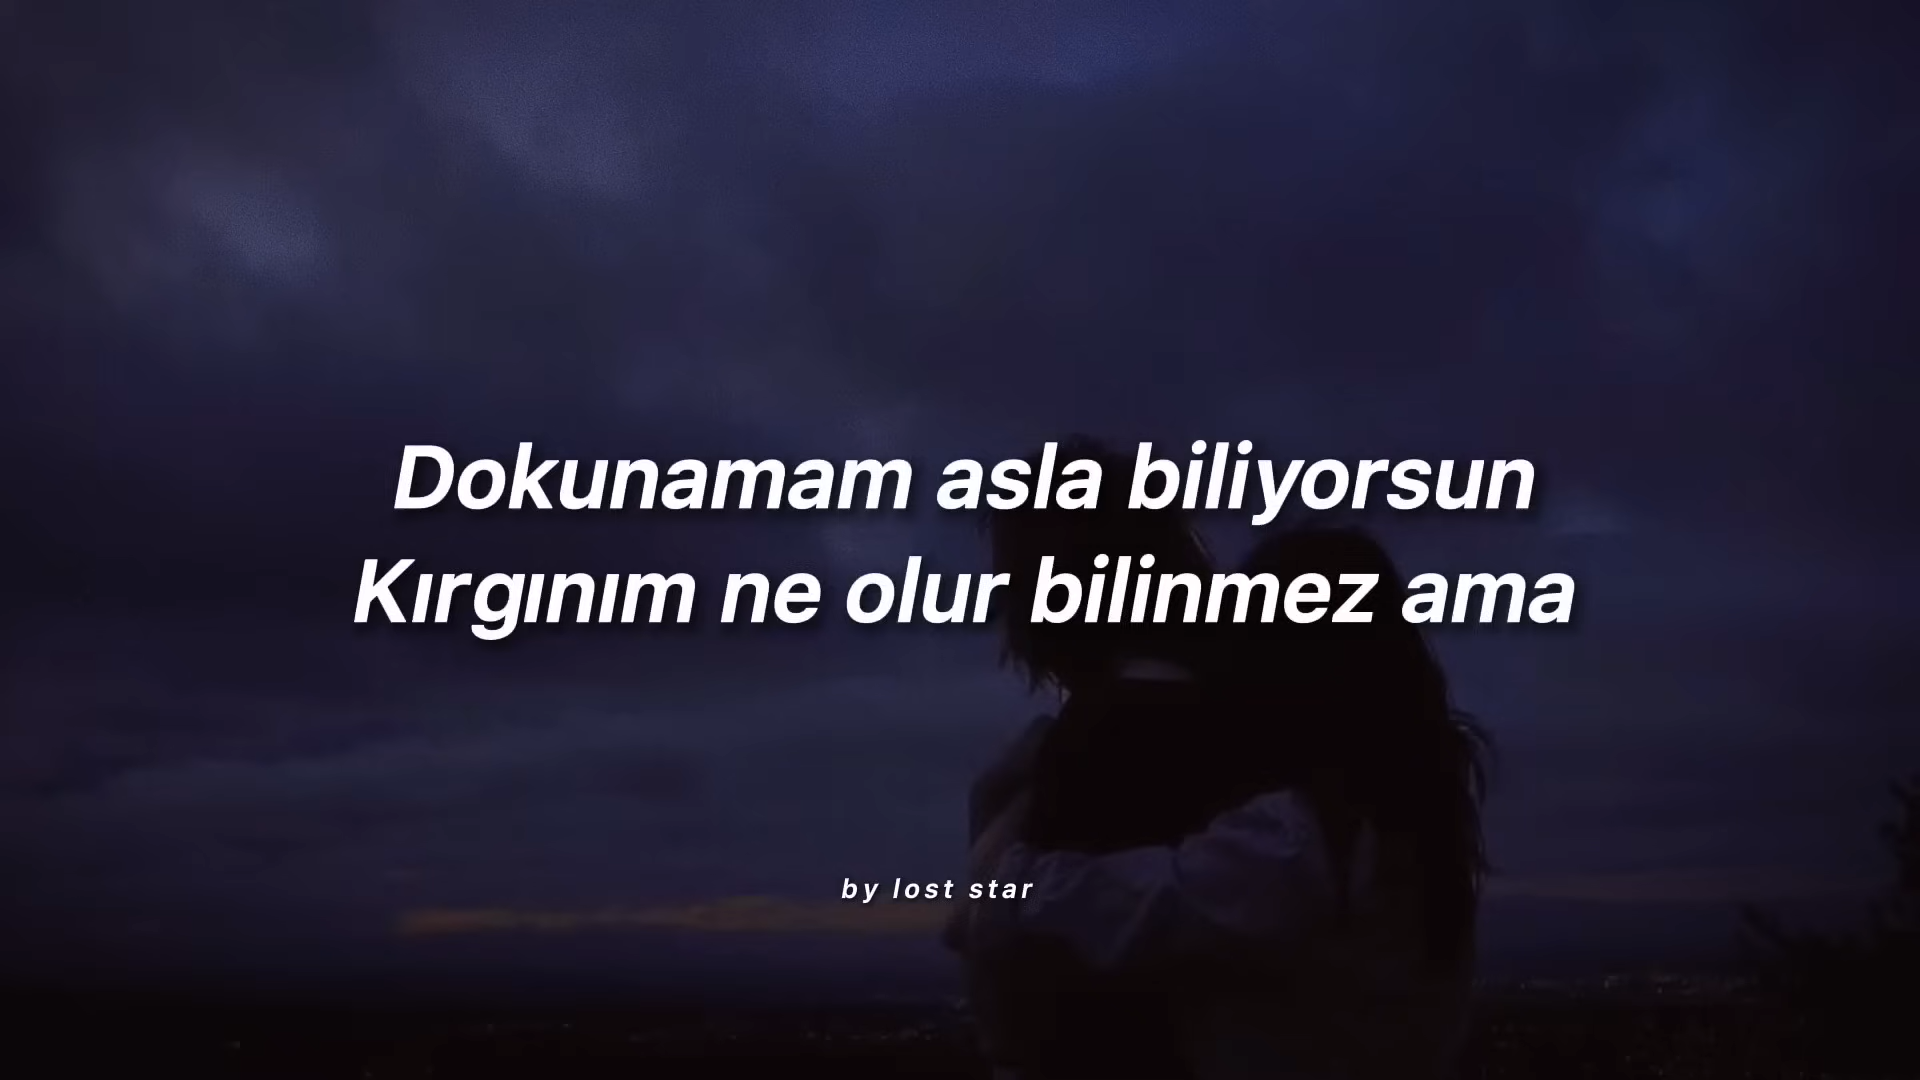 Dokunamam asla biliyorsun
Kırgınım ne olur bilinmez ama
by lost star